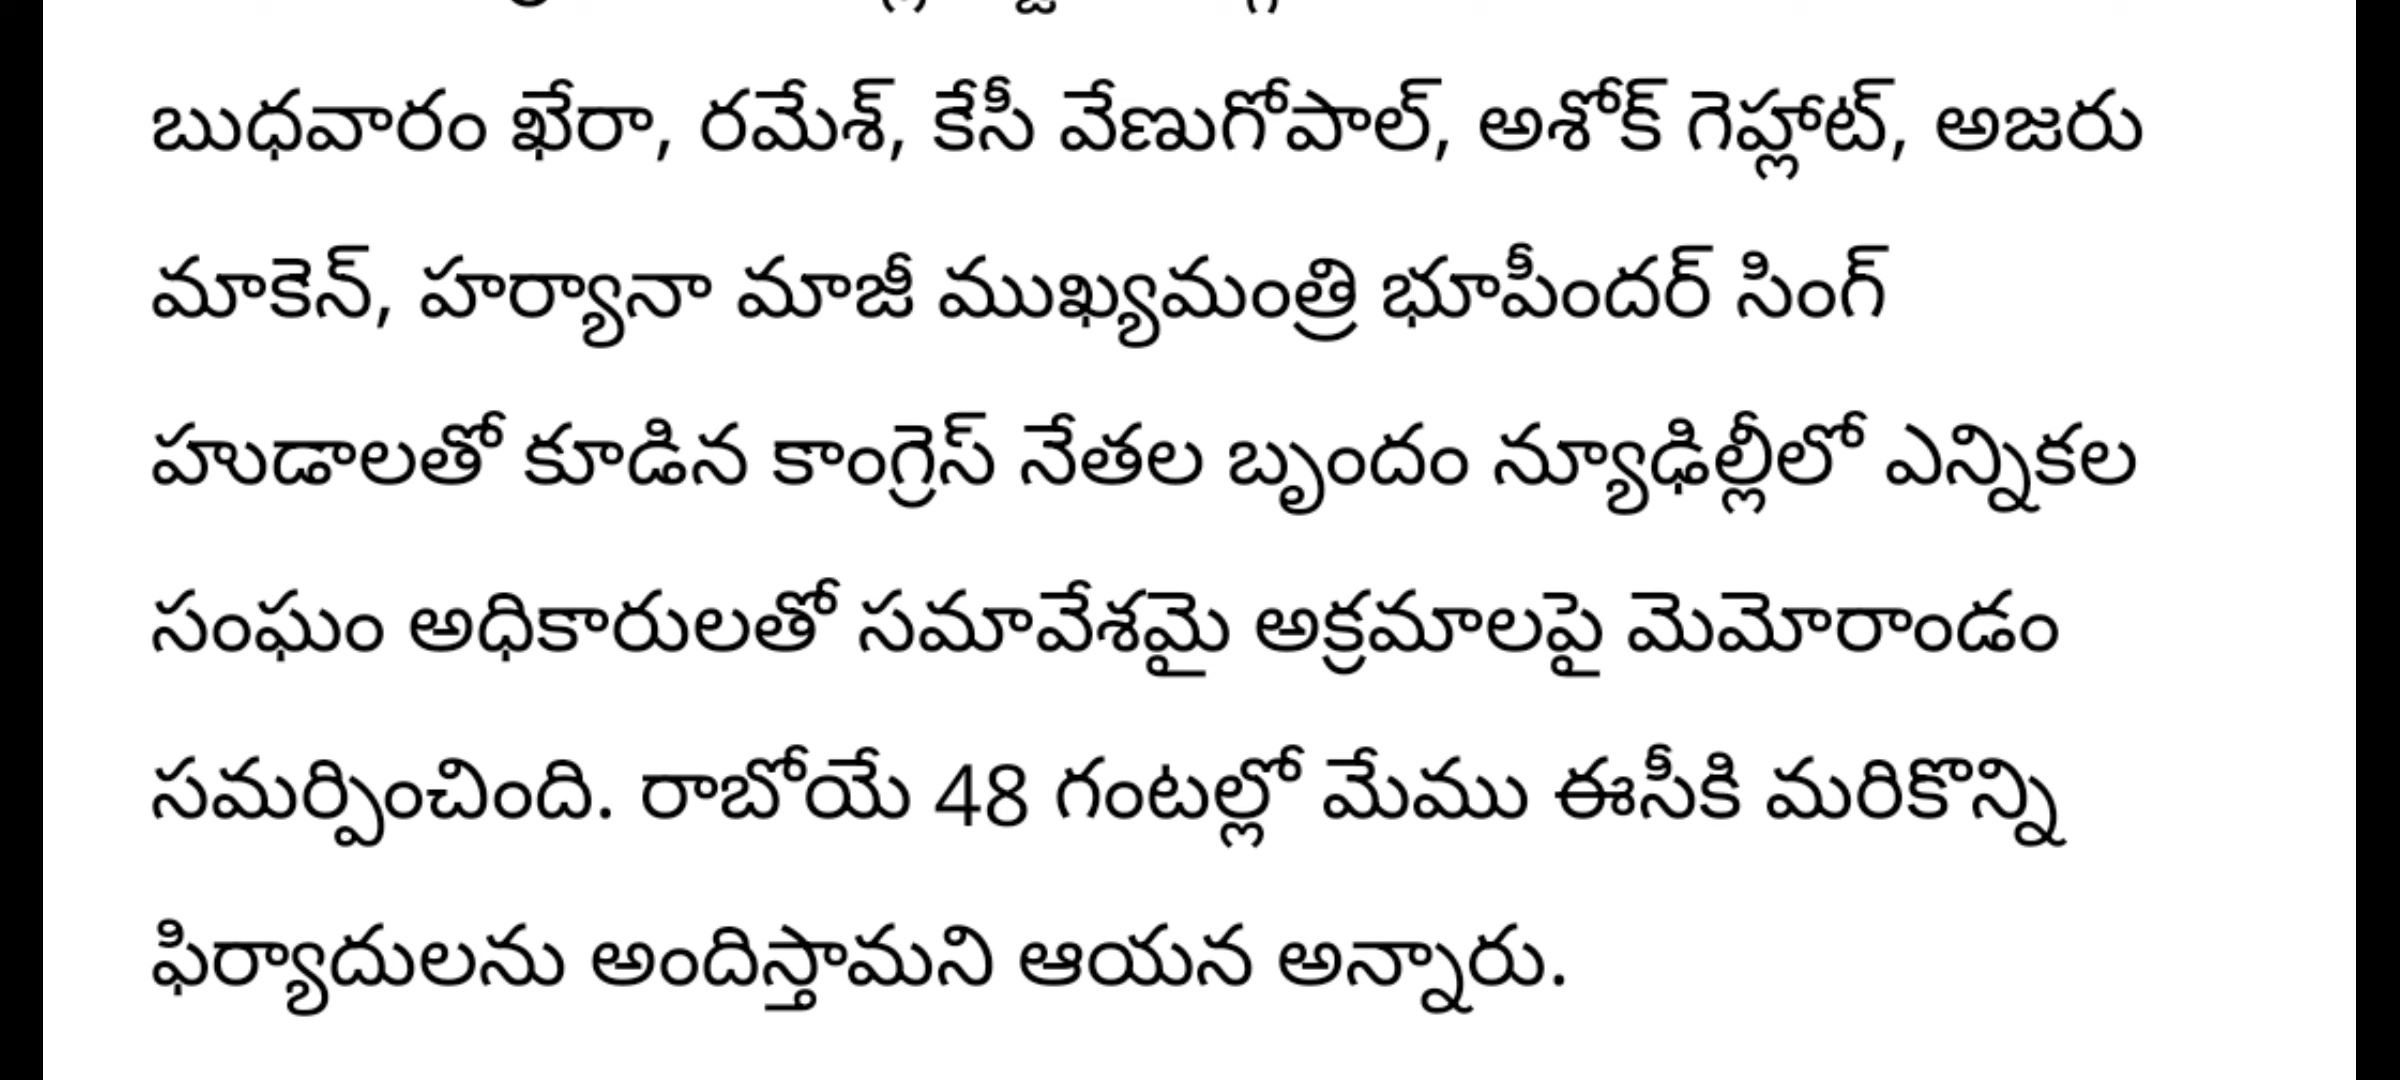 బుధవారం ఖేరా, రమేశ్, కేసీ వేణుగోపాల్, అశోక్ గెహ్లాట్, అజరు
మాకెన్, హర్యానా మాజీ ముఖ్యమంత్రి భూపీందర్ సింగ్
హుడాలతో కూడిన కాంగ్రెస్ నేతల బృందం న్యూఢిల్లీలో ఎన్నికల
సంఘం అధికారులతో సమావేశమై అక్రమాలపై మెమోరాండం
సమర్పించింది. రాబోయే 48 గంటల్లో మేము ఈసీకి మరికొన్ని
ఫిర్యాదులను అందిస్తామని ఆయన అన్నారు.